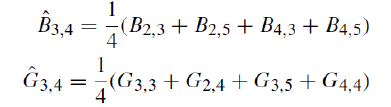 B̂3,4 = 1/4 (B2,3 + B2,5 + B4,3 + B4,5)
Ĝ3,4 = 1/4 (G3,3 + G2,4 + G3,5 + G4,4)